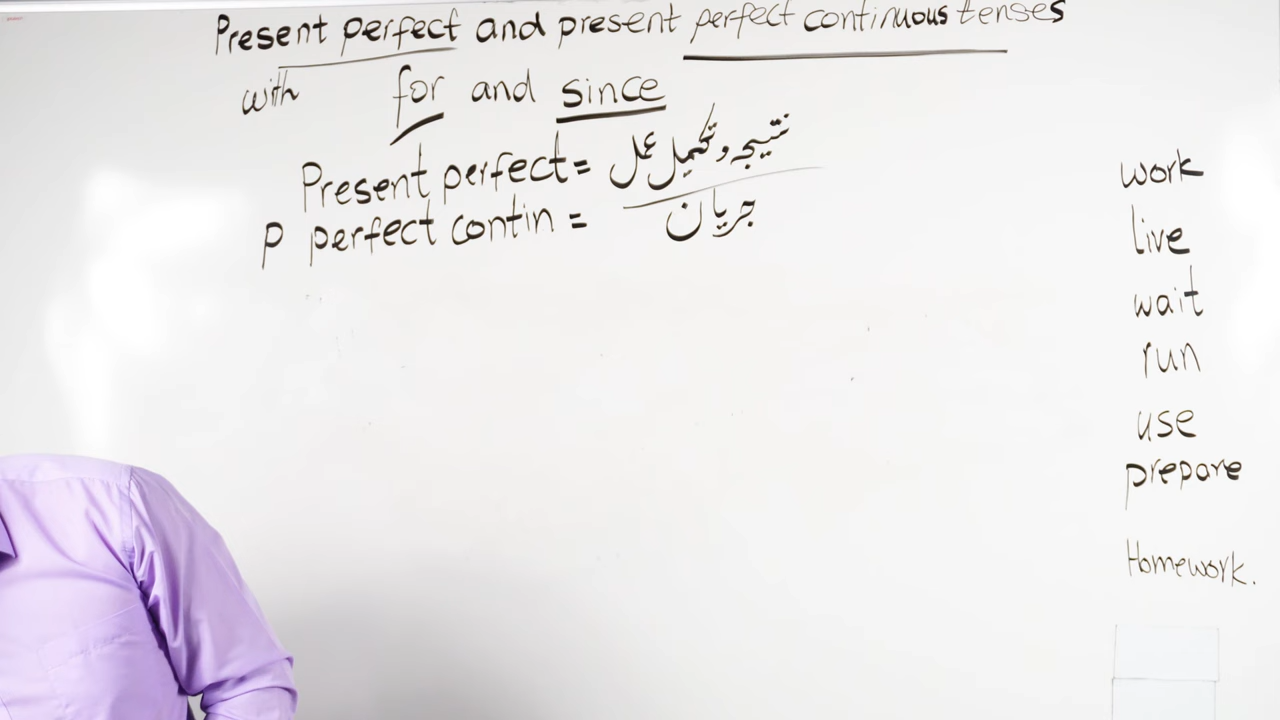 Present perfect and present perfect continuous tenses
with for and since
Present perfect = نتیجه و تکمیل عمل
P perfect contin = جریان
work
live
wait
run
use
prepare
Homework.